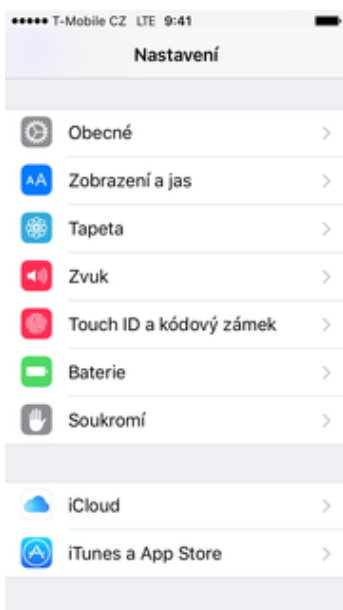 T-Mobile CZ LTE 9:41
Nastavení
Obecné
AA Zobrazení a jas
Tapeta
Zvuk
Touch ID a kódový zámek
Baterie
Soukromí
iCloud
iTunes a App Store